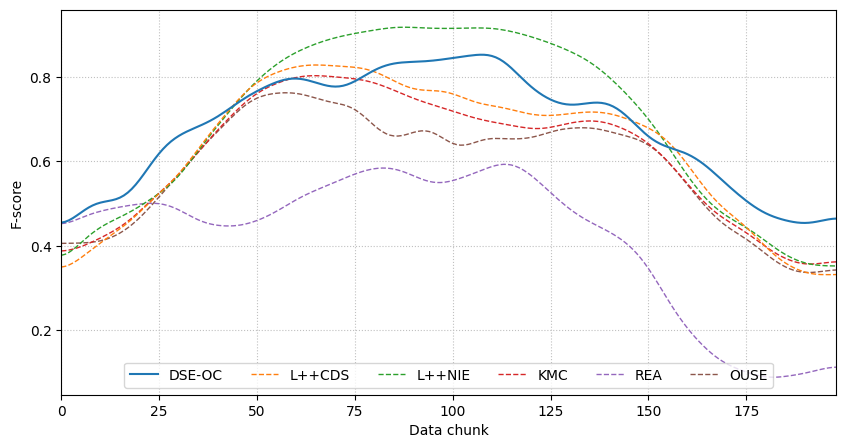 F-score
0.8
0.6
0.4
0.2
DSE-OC L++CDS L++NIE KMC REA OUSE
0 25 50 75 100 125 150 175
Data chunk